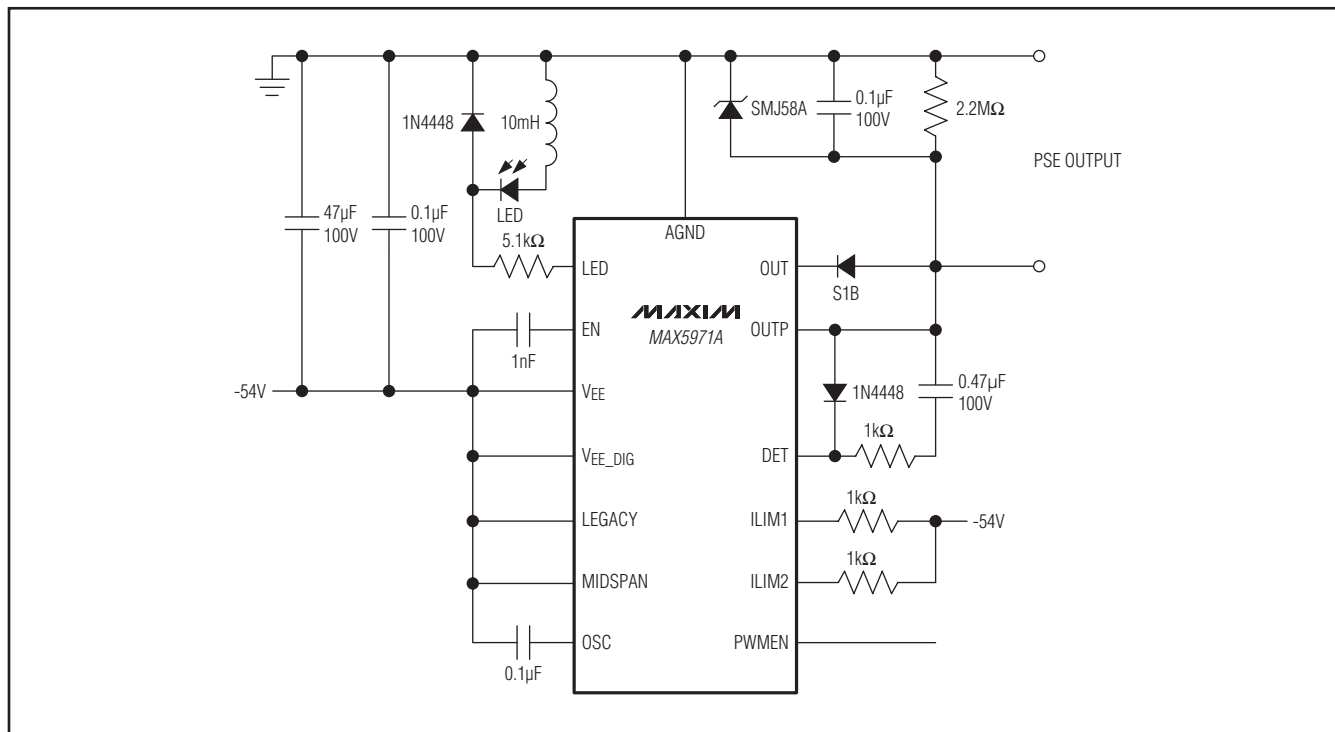 1N4448
10mH
SMJ58A
0.1µF
100V
2.2MΩ
PSE OUTPUT
47µF
100V
0.1µF
100V
LED
5.1kΩ
AGND
LED
OUT
S1B
MAXIM
MAX5971A
EN
OUTP
1nF
-54V
VEE
1N4448
0.47µF
100V
1kΩ
VEE_DIG
DET
1kΩ
LEGACY
ILIM1
-54V
1kΩ
MIDSPAN
ILIM2
OSC
PWMEN
0.1µF